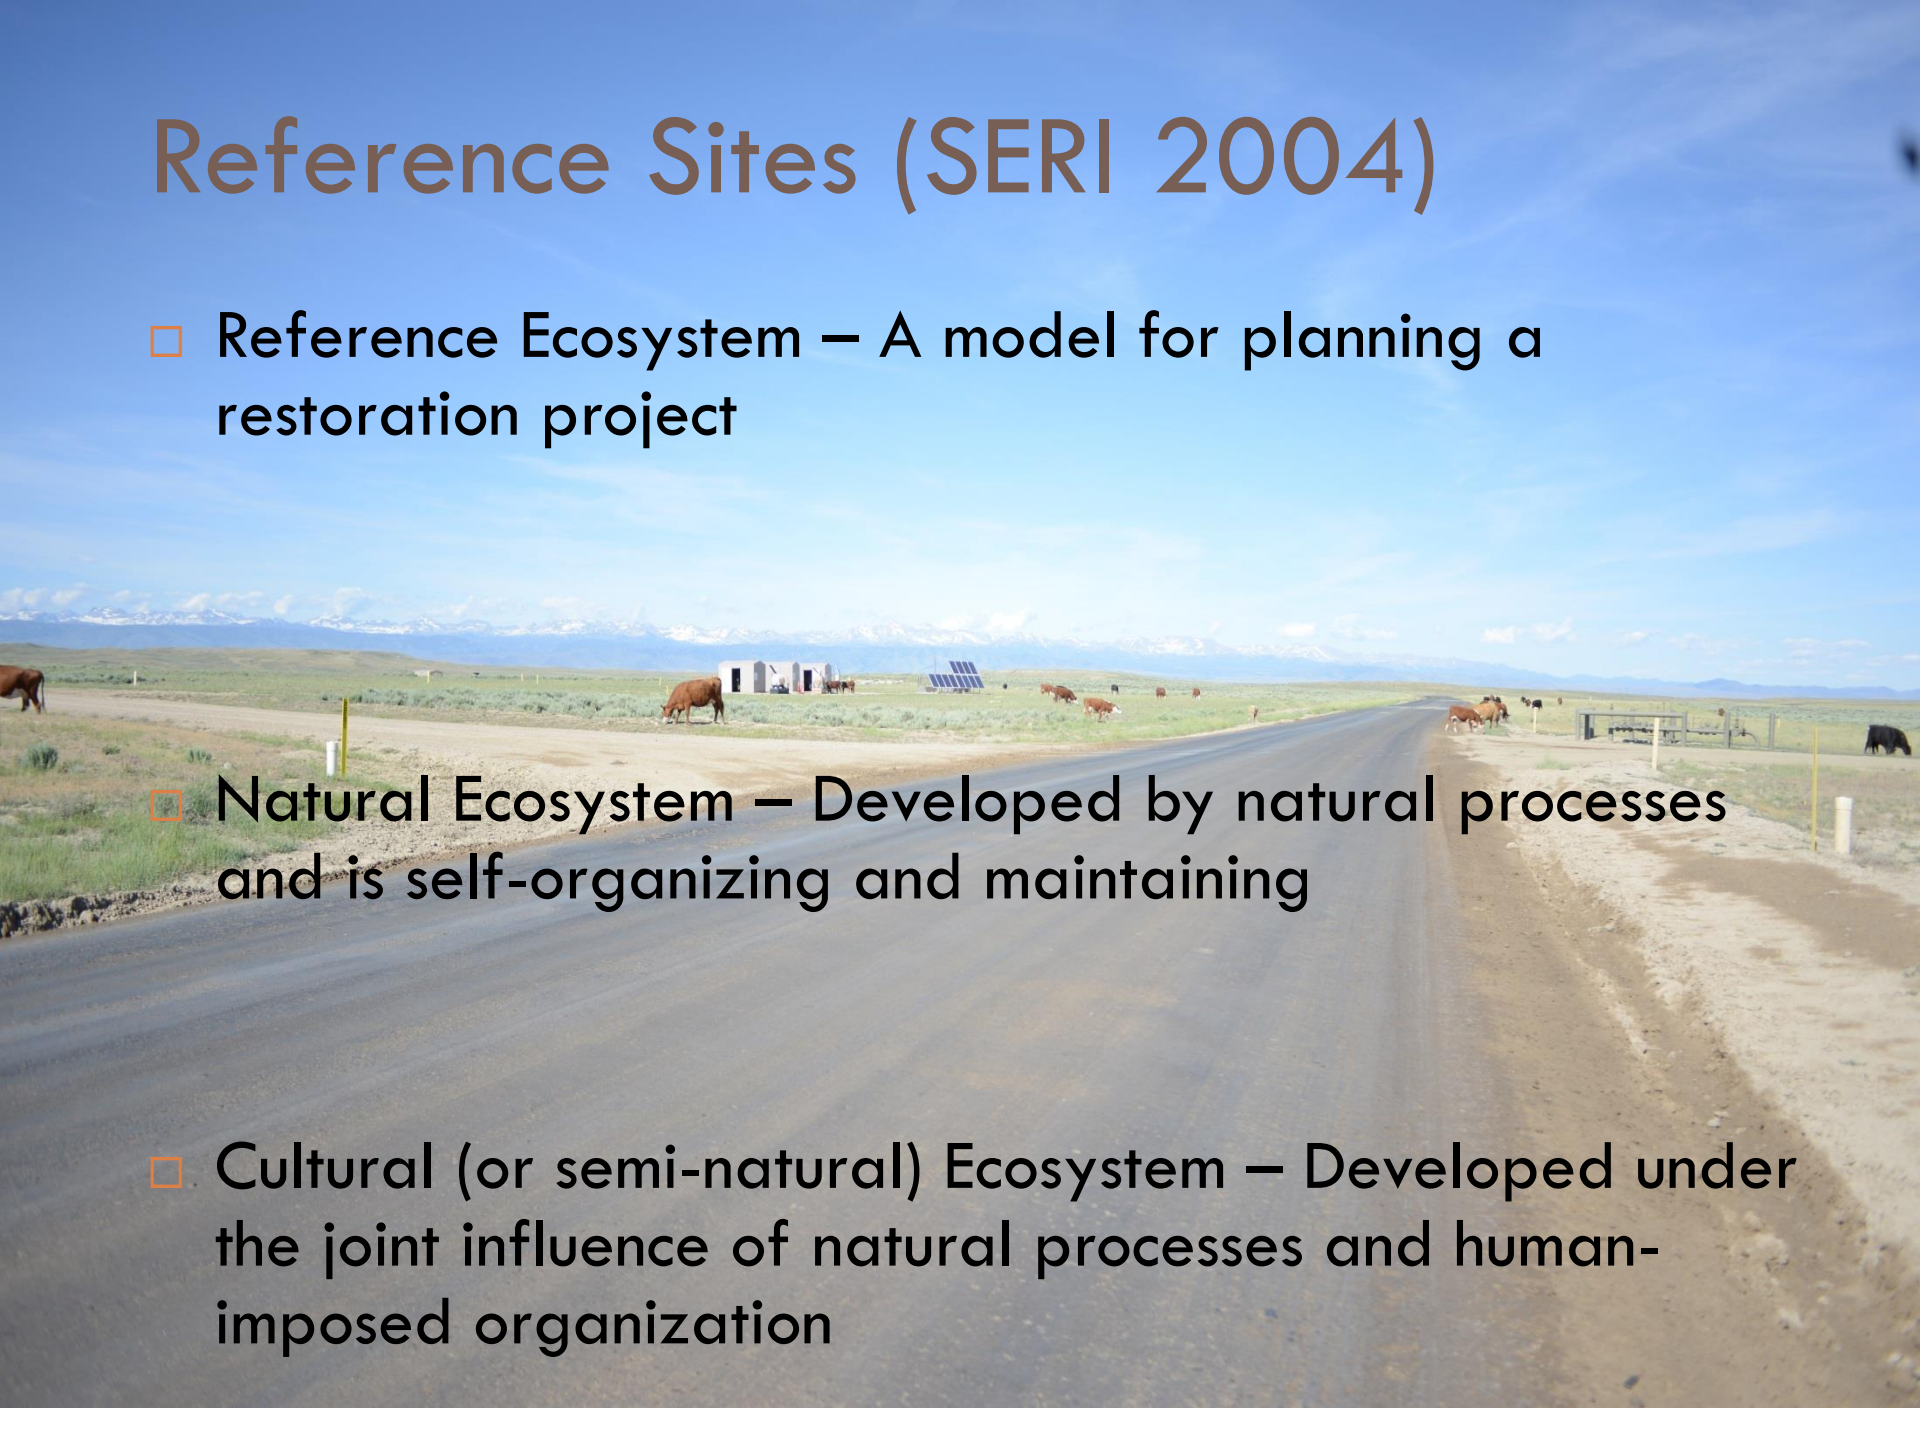 Reference Sites (SERI 2004)
Reference Ecosystem – A model for planning a
restoration project
Natural Ecosystem – Developed by natural processes
and is self-organizing and maintaining
Cultural (or semi-natural) Ecosystem – Developed under
the joint influence of natural processes and human-
imposed organization